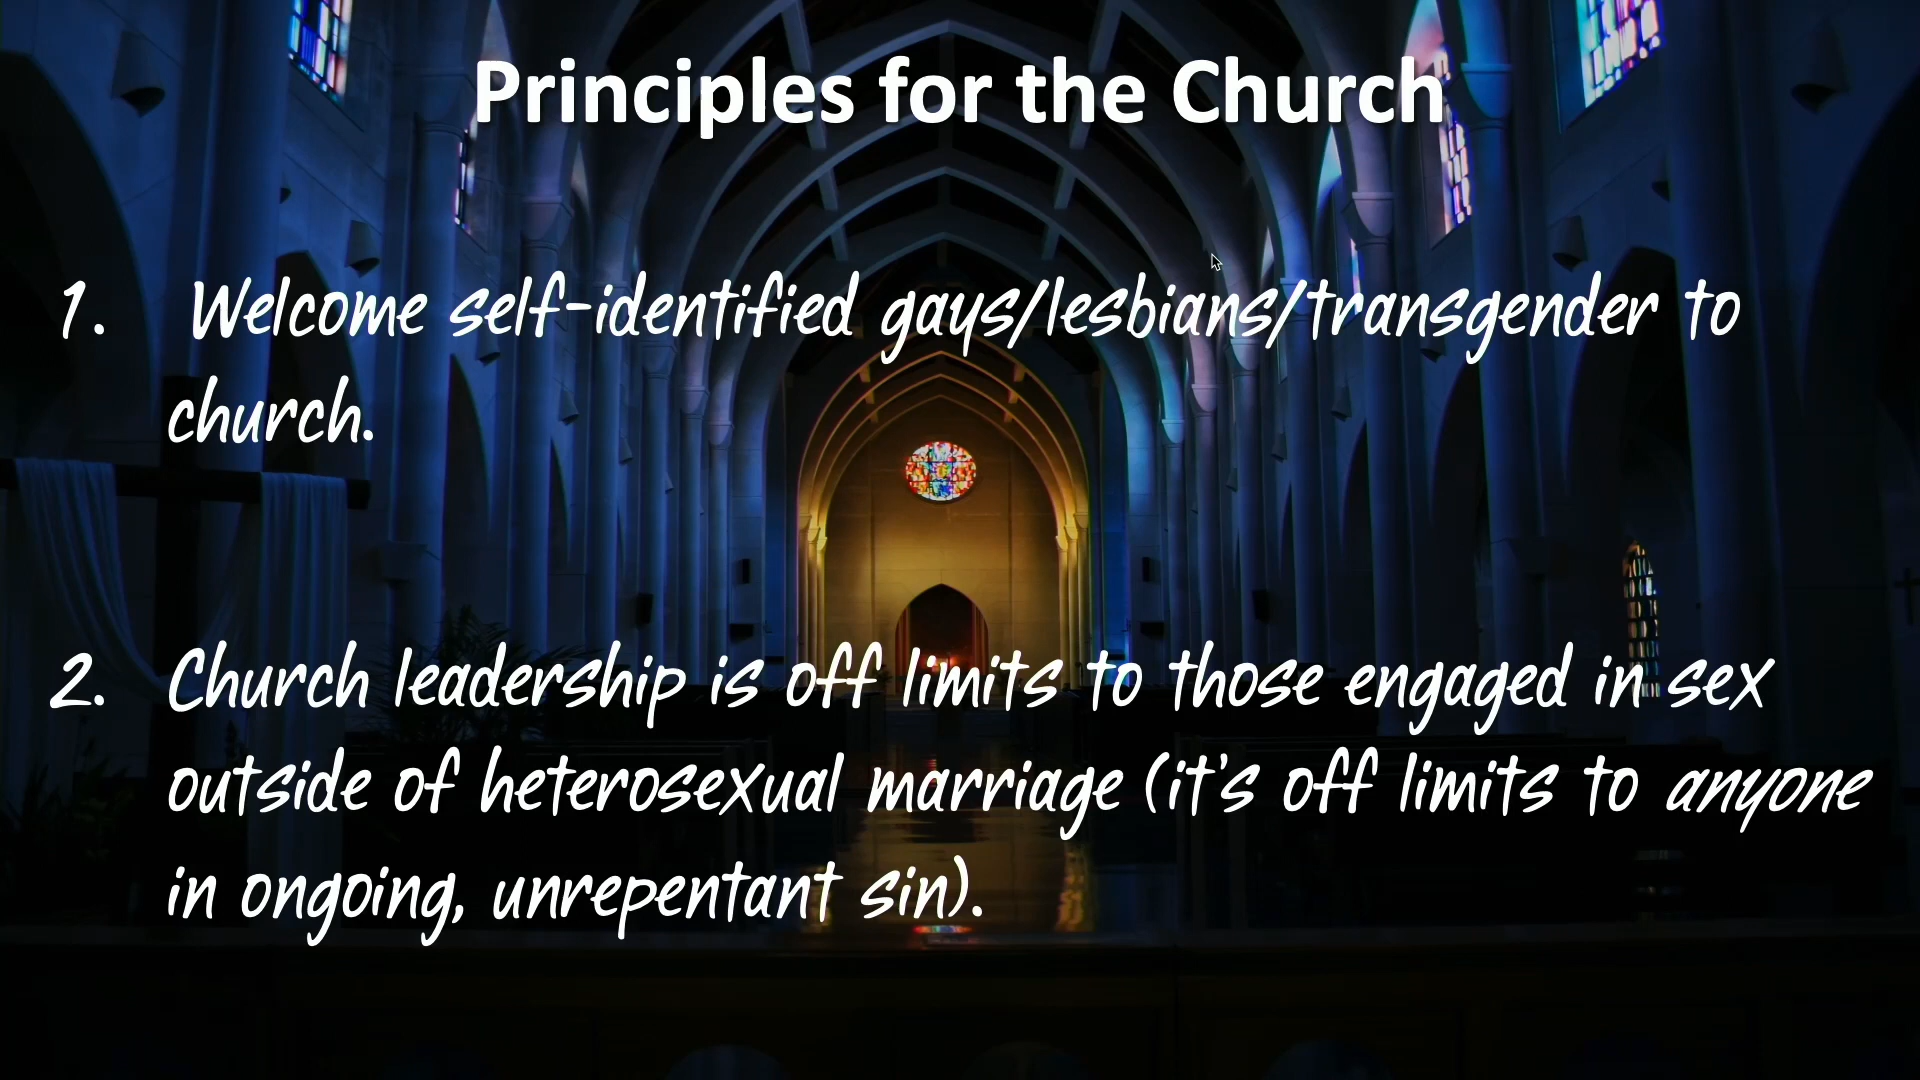 Principles for the Church
1. Welcome self-identified gays/lesbians/transgender to
church.
2. Church leadership is off limits to those engaged in sex
outside of heterosexual marriage (it's off limits to anyone
in ongoing, unrepentant sin).